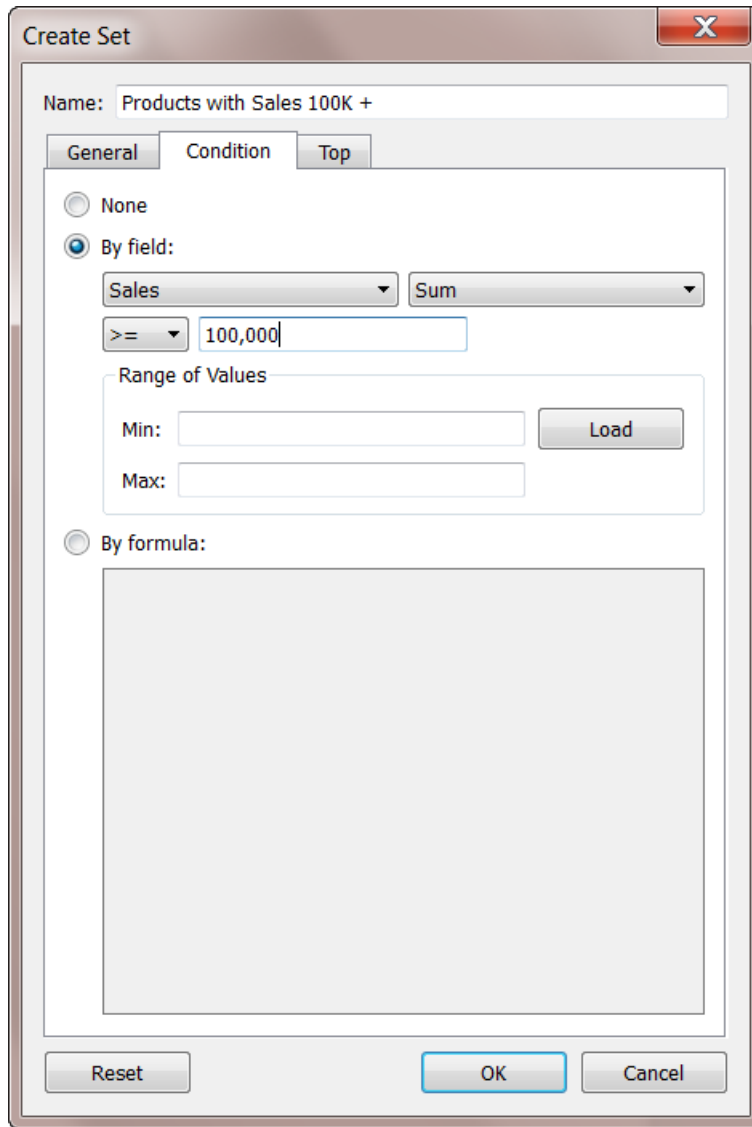 Create Set
Name: Products with Sales 100K +
General Condition Top
None
By field:
Sales Sum
>= 100,000
Range of Values
Min: Load
Max:
By formula:
Reset OK Cancel